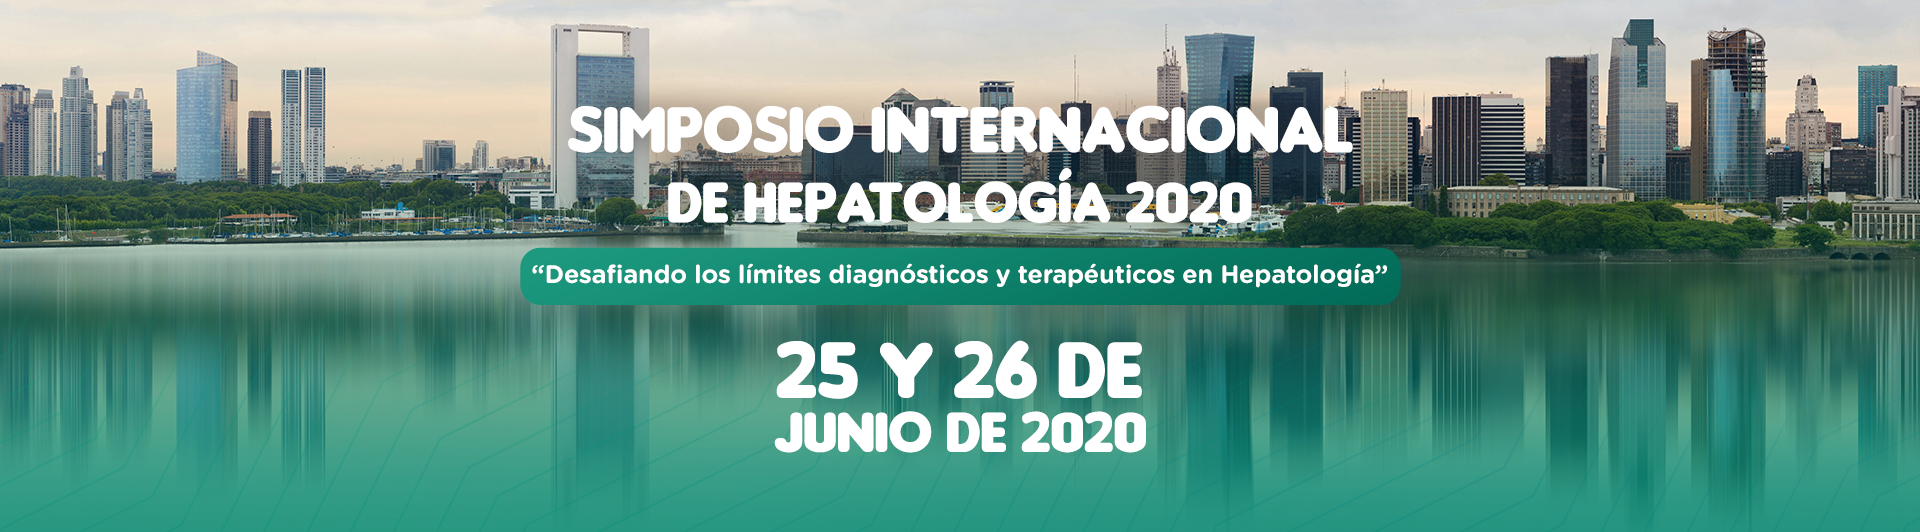 SIMPOSIO INTERNACIONAL
DE HEPATOLOGÍA 2020
“Desafiando los límites diagnósticos y terapéuticos en Hepatología”
25 Y 26 DE
JUNIO DE 2020